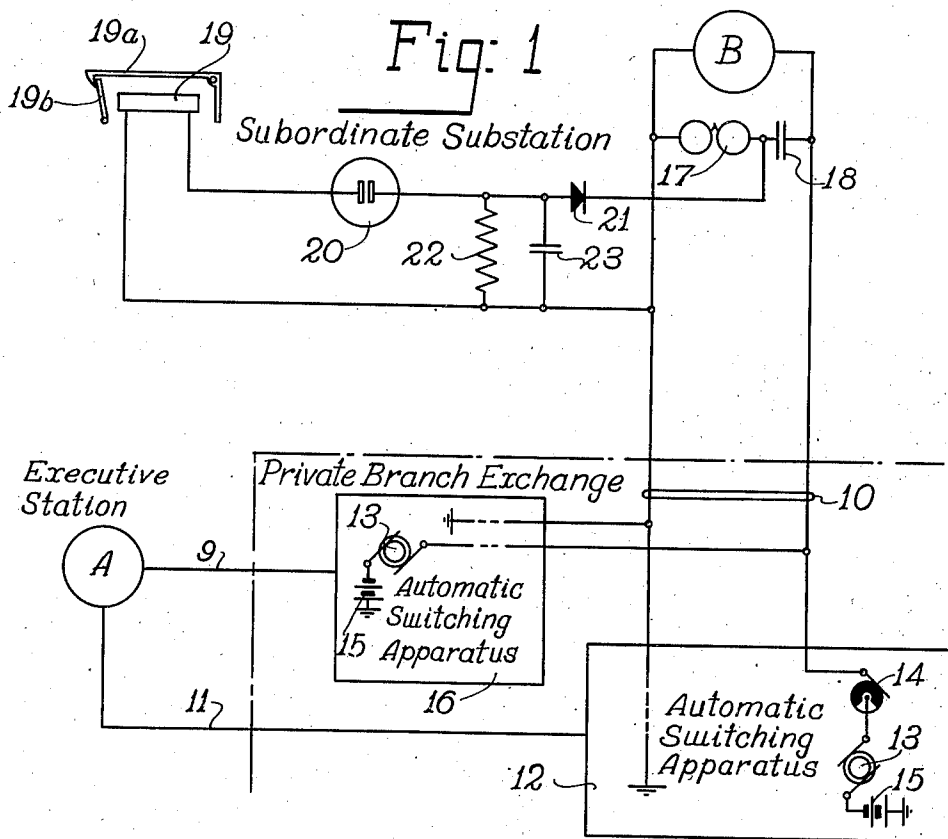 Fig: 1
19a
19
19b
B
Subordinate Substation
17
18
20
22
23
21
Executive
Station
Private Branch Exchange
10
A
9
13
15
Automatic
Switching
Apparatus
16
11
12
Automatic
Switching
Apparatus
14
13
15